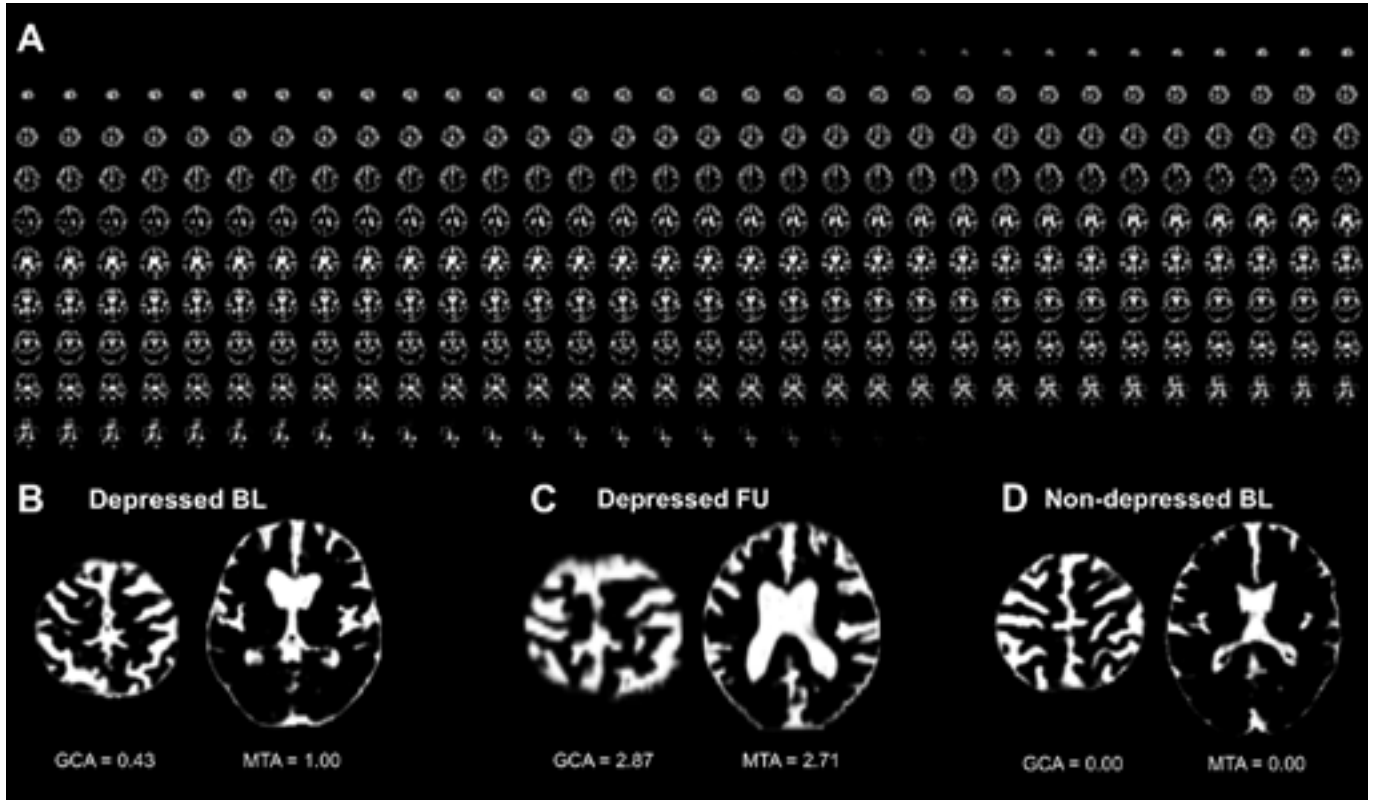 A
B Depressed BL
C Depressed FU
D Non-depressed BL
GCA = 0.43
MTA = 1.00
GCA = 2.87
MTA = 2.71
GCA = 0.00
MTA = 0.00